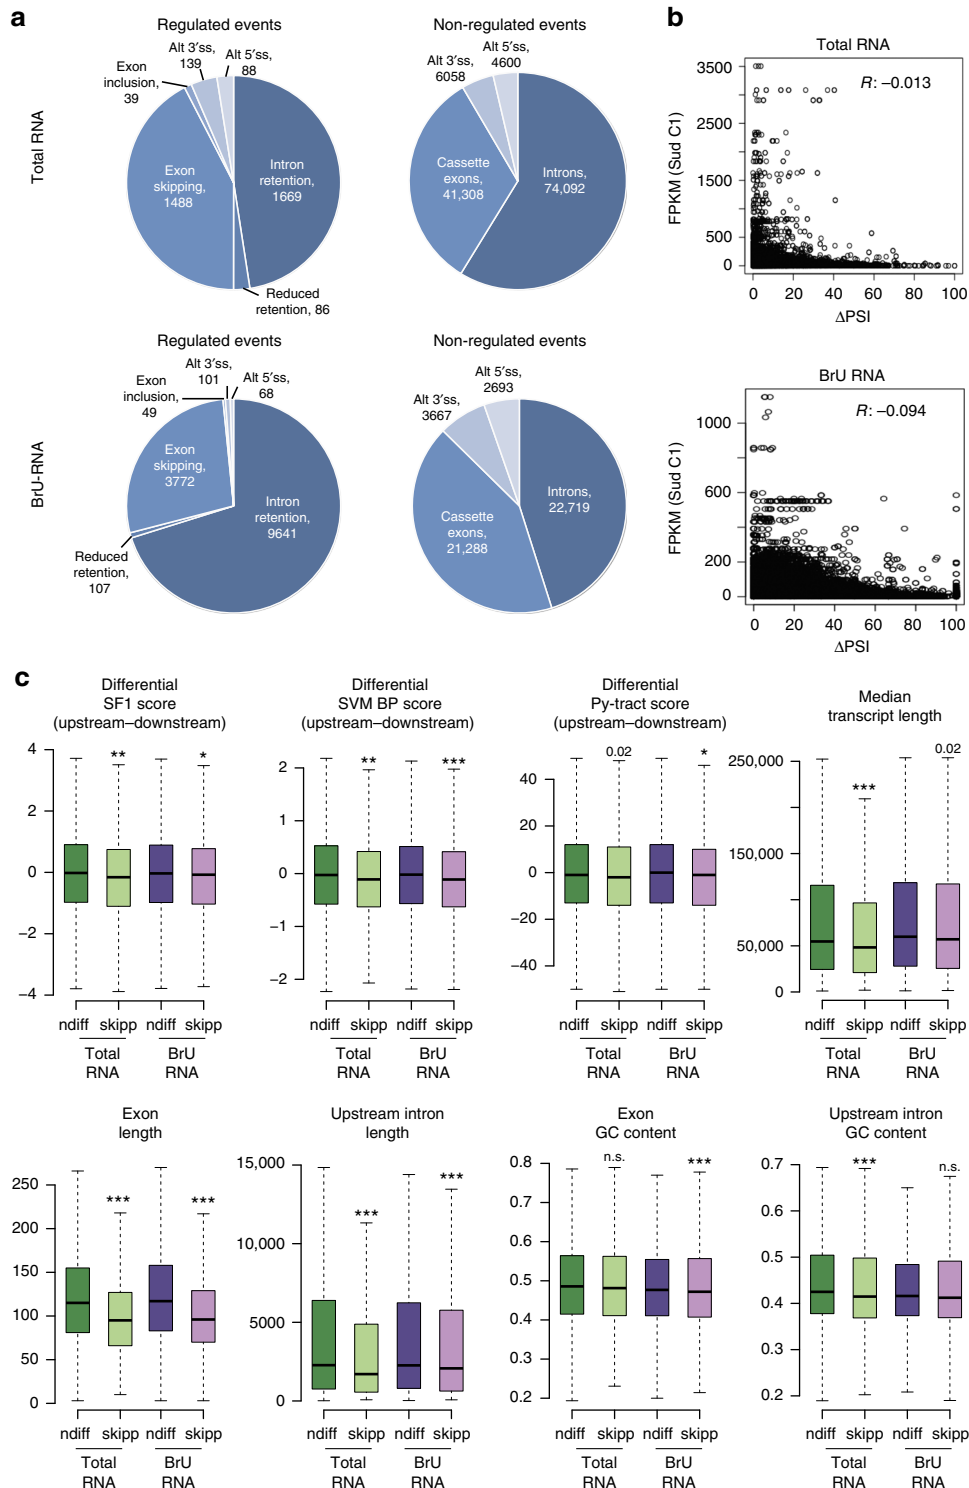 a
Regulated events
Non-regulated events
Total RNA
Exon
inclusion,
39
Alt 3′ss,
139
Alt 5′ss,
88
Exon
skipping,
1488
Intron
retention,
1669
Reduced
retention, 86
Alt 3′ss,
6058
Alt 5′ss,
4600
Cassette
exons,
41,308
Introns,
74,092
Regulated events
Non-regulated events
BrU-RNA
Exon
inclusion,
49
Alt 3′ss,
101
Alt 5′ss,
68
Exon
skipping,
3772
Intron
retention,
9641
Reduced
retention,
107
Alt 3′ss,
3667
Alt 5′ss,
2693
Cassette
exons,
21,288
Introns,
22,719
b
Total RNA
R: –0.013
FPKM (Sud C1)
3500
2500
1500
500
0
0 20 40 60 80 100
ΔPSI
BrU RNA
R: –0.094
FPKM (Sud C1)
1000
600
200
0
0 20 40 60 80 100
ΔPSI
c
Differential
SF1 score
(upstream–downstream)
4
2
0
–2
–4
** *
ndiff skipp ndiff skipp
Total
RNA
BrU
RNA
Differential
SVM BP score
(upstream–downstream)
2
1
0
–1
–2
** ***
ndiff skipp ndiff skipp
Total
RNA
BrU
RNA
Differential
Py-tract score
(upstream–downstream)
40
20
0
–20
–40
0.02 *
ndiff skipp ndiff skipp
Total
RNA
BrU
RNA
Median
transcript length
250,000
150,000
50,000
0
*** 0.02
ndiff skipp ndiff skipp
Total
RNA
BrU
RNA
Exon
length
250
200
150
100
50
0
*** ***
ndiff skipp ndiff skipp
Total
RNA
BrU
RNA
Upstream intron
length
15,000
10,000
5000
0
*** ***
ndiff skipp ndiff skipp
Total
RNA
BrU
RNA
Exon
GC content
0.8
0.7
0.6
0.5
0.4
0.3
0.2
n.s. ***
ndiff skipp ndiff skipp
Total
RNA
BrU
RNA
Upstream intron
GC content
0.7
0.6
0.5
0.4
0.3
0.2
*** n.s.
ndiff skipp ndiff skipp
Total
RNA
BrU
RNA